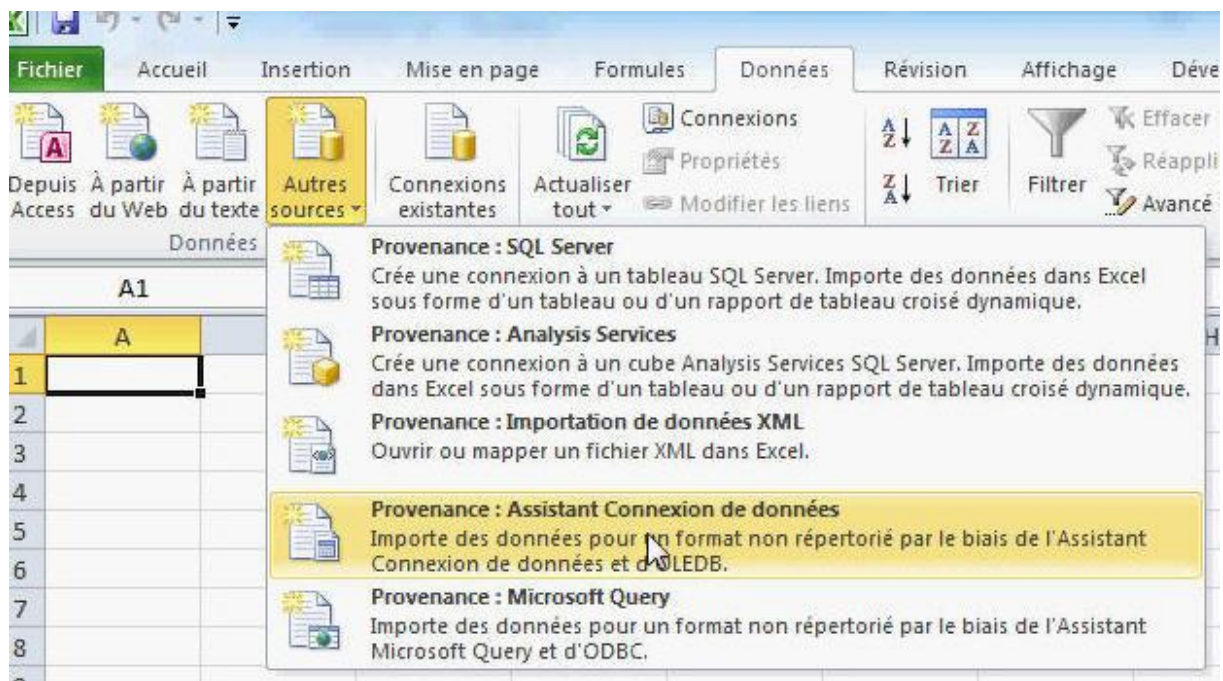 Fichier Accueil Insertion Mise en page Formules Données Révision Affichage Déve
Depuis Access
À partir du Web
À partir du texte
Autres sources
Connexions existantes
Actualiser tout
Connexions
Propriétés
Modifier les liens
Trier
Filtrer
Effacer
Réappli
Avancé
Données
A1
A
H
1
2
3
4
5
6
7
8
Provenance : SQL Server
Crée une connexion à un tableau SQL Server. Importe des données dans Excel
sous forme d'un tableau ou d'un rapport de tableau croisé dynamique.
Provenance : Analysis Services
Crée une connexion à un cube Analysis Services SQL Server. Importe des données
dans Excel sous forme d'un tableau ou d'un rapport de tableau croisé dynamique.
Provenance : Importation de données XML
Ouvrir ou mapper un fichier XML dans Excel.
Provenance : Assistant Connexion de données
Importe des données pour un format non répertorié par le biais de l'Assistant
Connexion de données et d'OLEDB.
Provenance : Microsoft Query
Importe des données pour un format non répertorié par le biais de l'Assistant
Microsoft Query et d'ODBC.